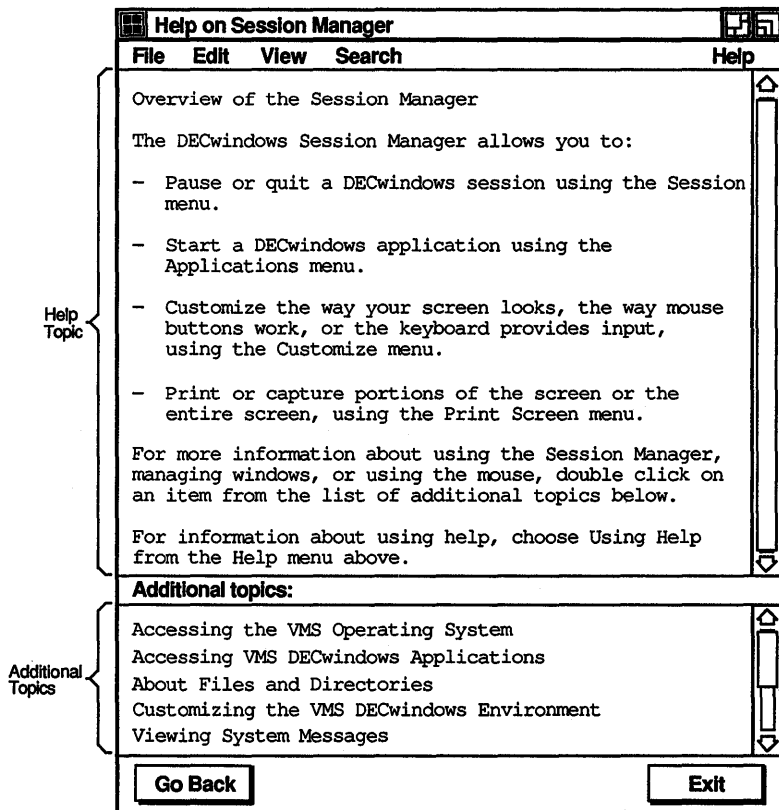 Help on Session Manager
File Edit View Search Help
Overview of the Session Manager
The DECwindows Session Manager allows you to:
– Pause or quit a DECwindows session using the Session
menu.
– Start a DECwindows application using the
Applications menu.
– Customize the way your screen looks, the way mouse
buttons work, or the keyboard provides input,
using the Customize menu.
– Print or capture portions of the screen or the
entire screen, using the Print Screen menu.
For more information about using the Session Manager,
managing windows, or using the mouse, double click on
an item from the list of additional topics below.
For information about using help, choose Using Help
from the Help menu above.
Help
Topic
Additional topics:
Accessing the VMS Operating System
Accessing VMS DECwindows Applications
About Files and Directories
Customizing the VMS DECwindows Environment
Viewing System Messages
Additional
Topics
Go Back Exit